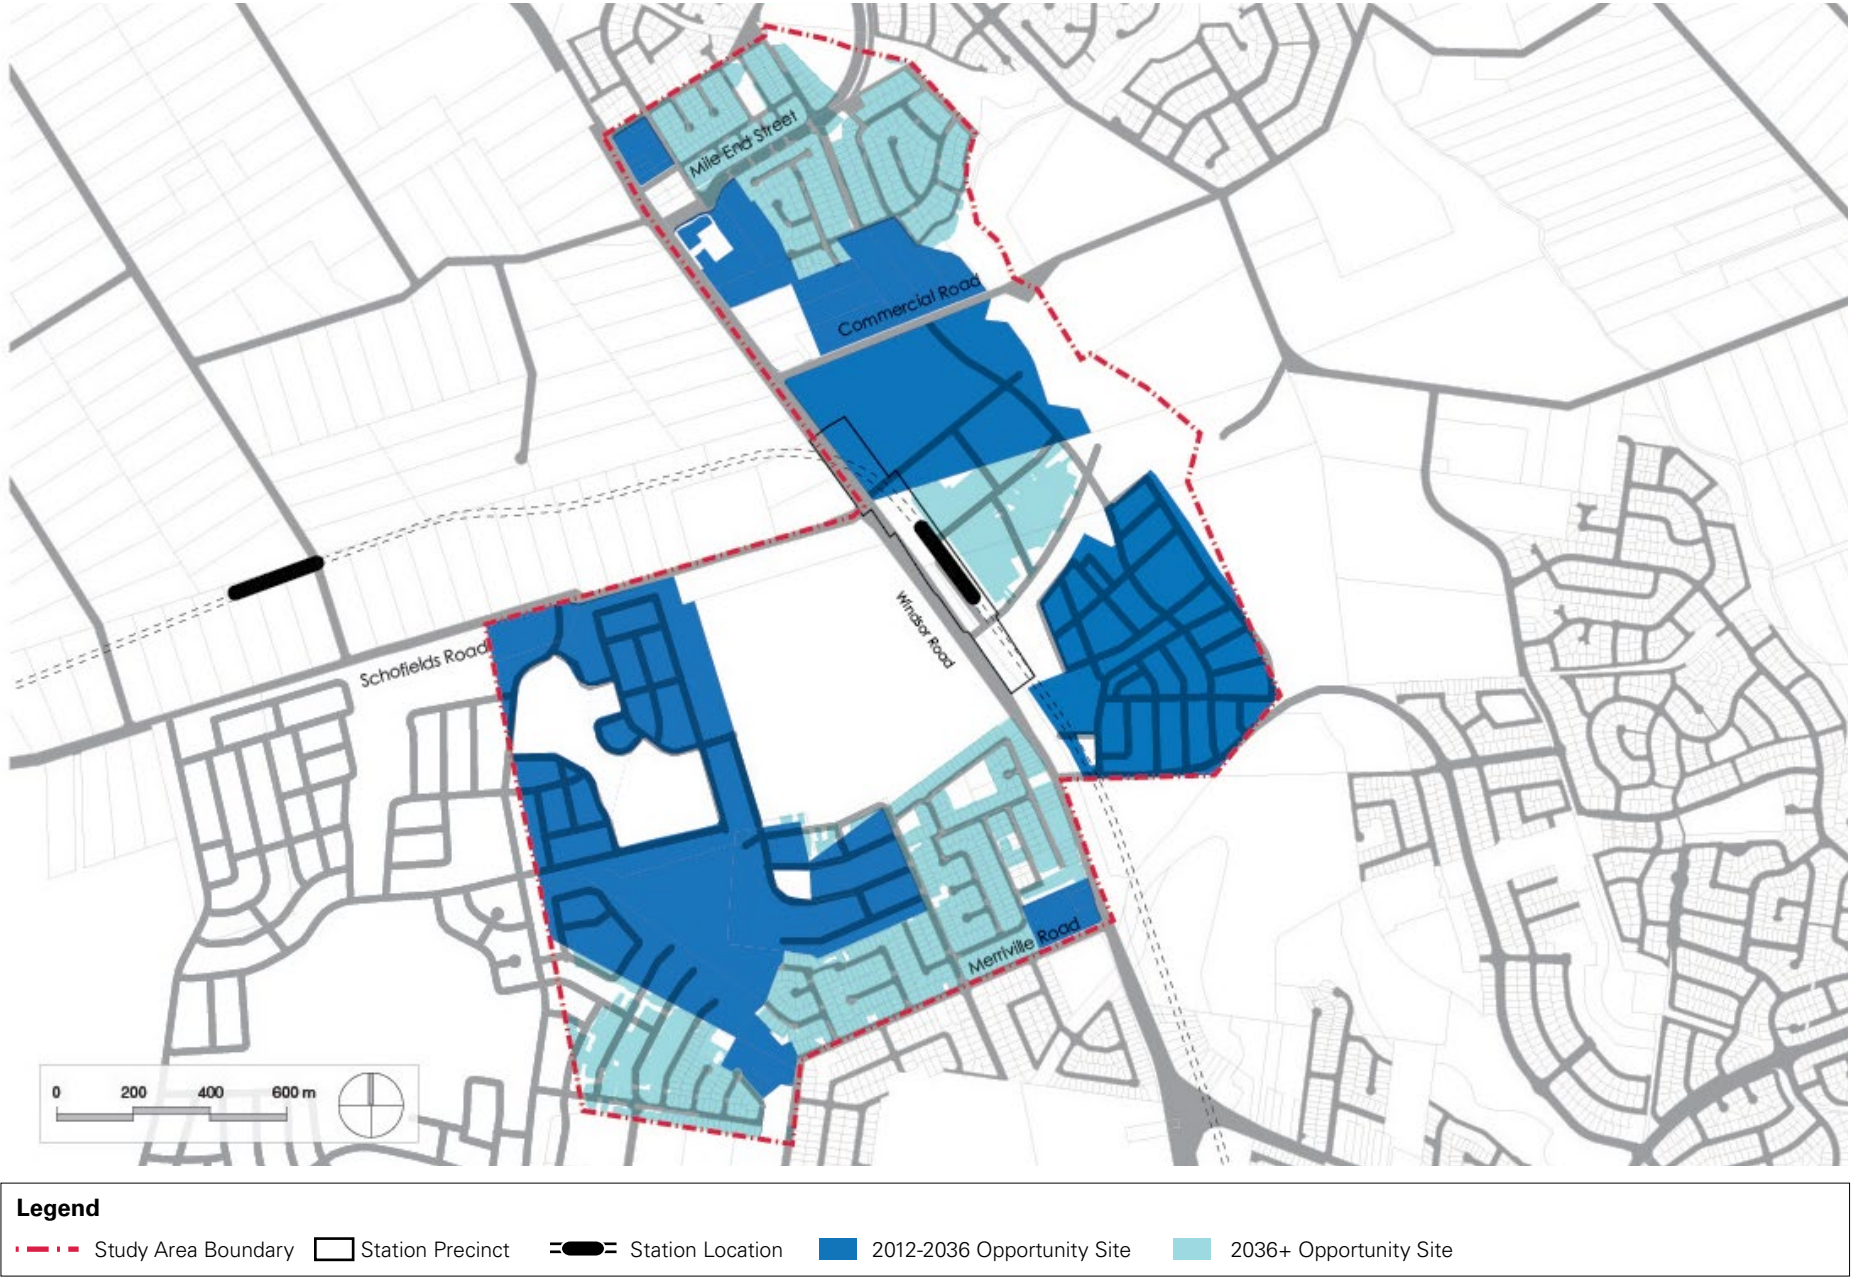 Mile End Street
Commercial Road
Windsor Road
Schofields Road
Merriville Road
0 200 400 600 m
Legend
Study Area Boundary Station Precinct Station Location 2012-2036 Opportunity Site 2036+ Opportunity Site